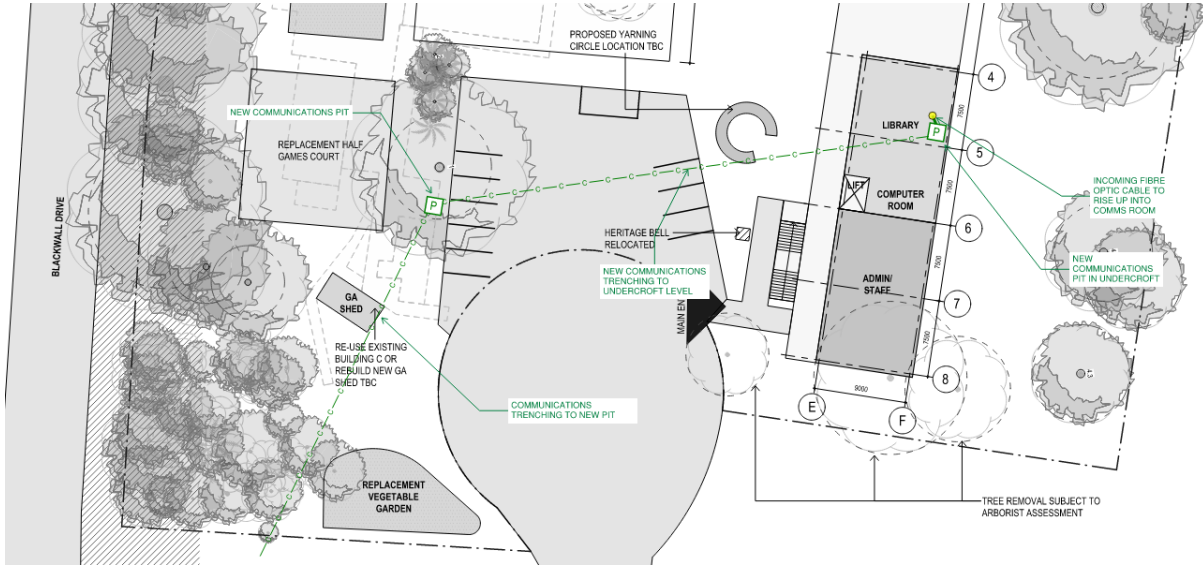 PROPOSED YARNING
CIRCLE LOCATION TBC
NEW COMMUNICATIONS PIT
REPLACEMENT HALF
GAMES COURT
P
BLACKWALL DRIVE
LIBRARY
P
4
7500
5
7500
LIFT
COMPUTER
ROOM
INCOMING FIBRE
OPTIC CABLE TO
RISE UP INTO
COMMS ROOM
6
HERITAGE BELL
RELOCATED
NEW COMMUNICATIONS
TRENCHING TO
UNDERCROFT LEVEL
NEW
COMMUNICATIONS
PIT IN UNDERCROFT
7500
ADMIN/
STAFF
7
MAIN EN
GA
SHED
RE-USE EXISTING
BUILDING C OR
REBUILD NEW GA
SHED TBC
7500
8
9000
E
F
COMMUNICATIONS
TRENCHING TO NEW PIT
REPLACEMENT
VEGETABLE
GARDEN
TREE REMOVAL SUBJECT TO
ARBORIST ASSESSMENT